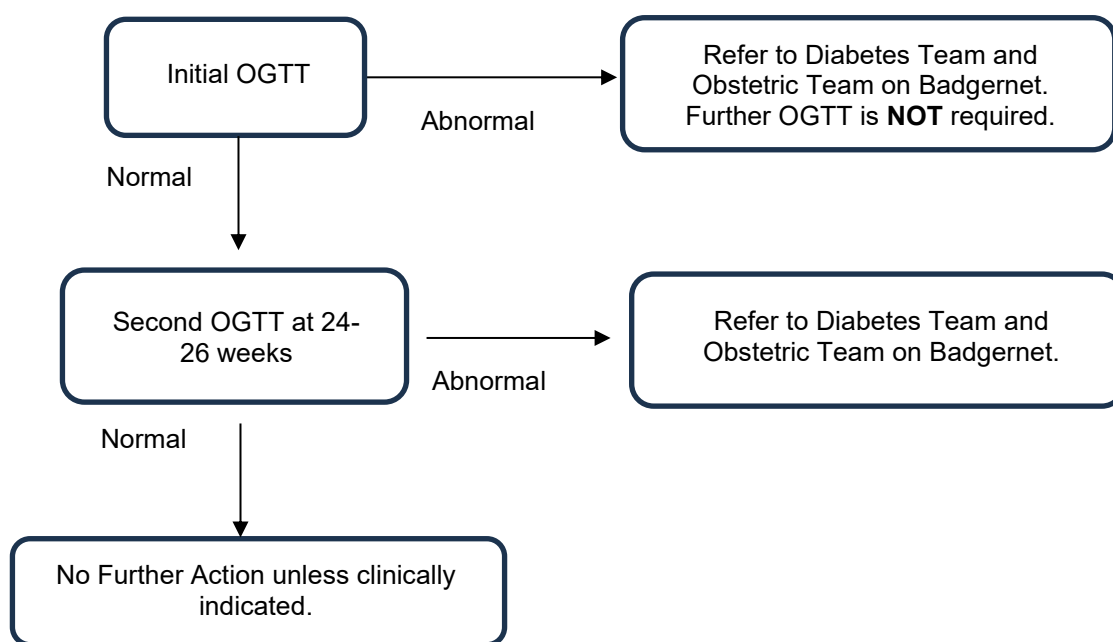 Initial OGTT
Refer to Diabetes Team and
Obstetric Team on Badgernet.
Further OGTT is NOT required.
Abnormal
Normal
Second OGTT at 24-
26 weeks
Refer to Diabetes Team and
Obstetric Team on Badgernet.
Abnormal
Normal
No Further Action unless clinically
indicated.